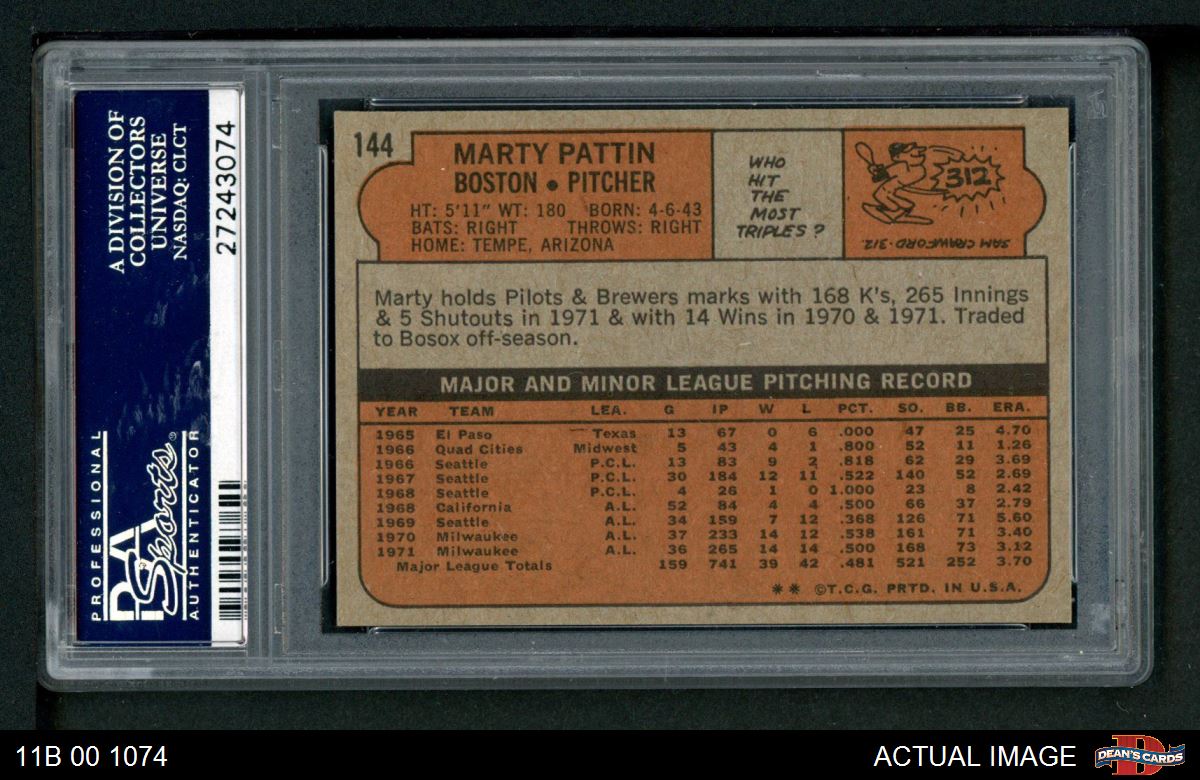 A DIVISION OF
COLLECTORS
UNIVERSE
NASDAQ: CLCT
27243074
PROFESSIONAL
PSA
Sports®
AUTHENTICATOR
144
MARTY PATTIN
BOSTON • PITCHER
HT: 5'11" WT: 180 BORN: 4-6-43
BATS: RIGHT THROWS: RIGHT
HOME: TEMPE, ARIZONA
WHO
HIT
THE
MOST
TRIPLES?
312
SAM CRAWFORD-312.
Marty holds Pilots & Brewers marks with 168 K's, 265 Innings
& 5 Shutouts in 1971 & with 14 Wins in 1970 & 1971. Traded
to Bosox off-season.
MAJOR AND MINOR LEAGUE PITCHING RECORD
YEAR TEAM LEA. G IP W L PCT. SO. BB. ERA.
1965 El Paso Texas 13 67 0 6 .000 47 25 4.70
1966 Quad Cities Midwest 5 43 4 1 .800 52 11 1.26
1966 Seattle P.C.L. 13 83 9 2 .818 62 29 3.69
1967 Seattle P.C.L. 30 184 12 11 .522 140 52 2.69
1968 Seattle P.C.L. 4 26 1 0 1.000 23 8 2.42
1968 California A.L. 52 84 4 4 .500 66 37 2.79
1969 Seattle A.L. 34 159 7 12 .368 126 71 5.60
1970 Milwaukee A.L. 37 233 14 12 .538 161 71 3.40
1971 Milwaukee A.L. 36 265 14 14 .500 168 73 3.12
Major League Totals 159 741 39 42 .481 521 252 3.70
** ©T.C.G. PRTD. IN U.S.A.
11B 00 1074
ACTUAL IMAGE
DEAN'S CARDS